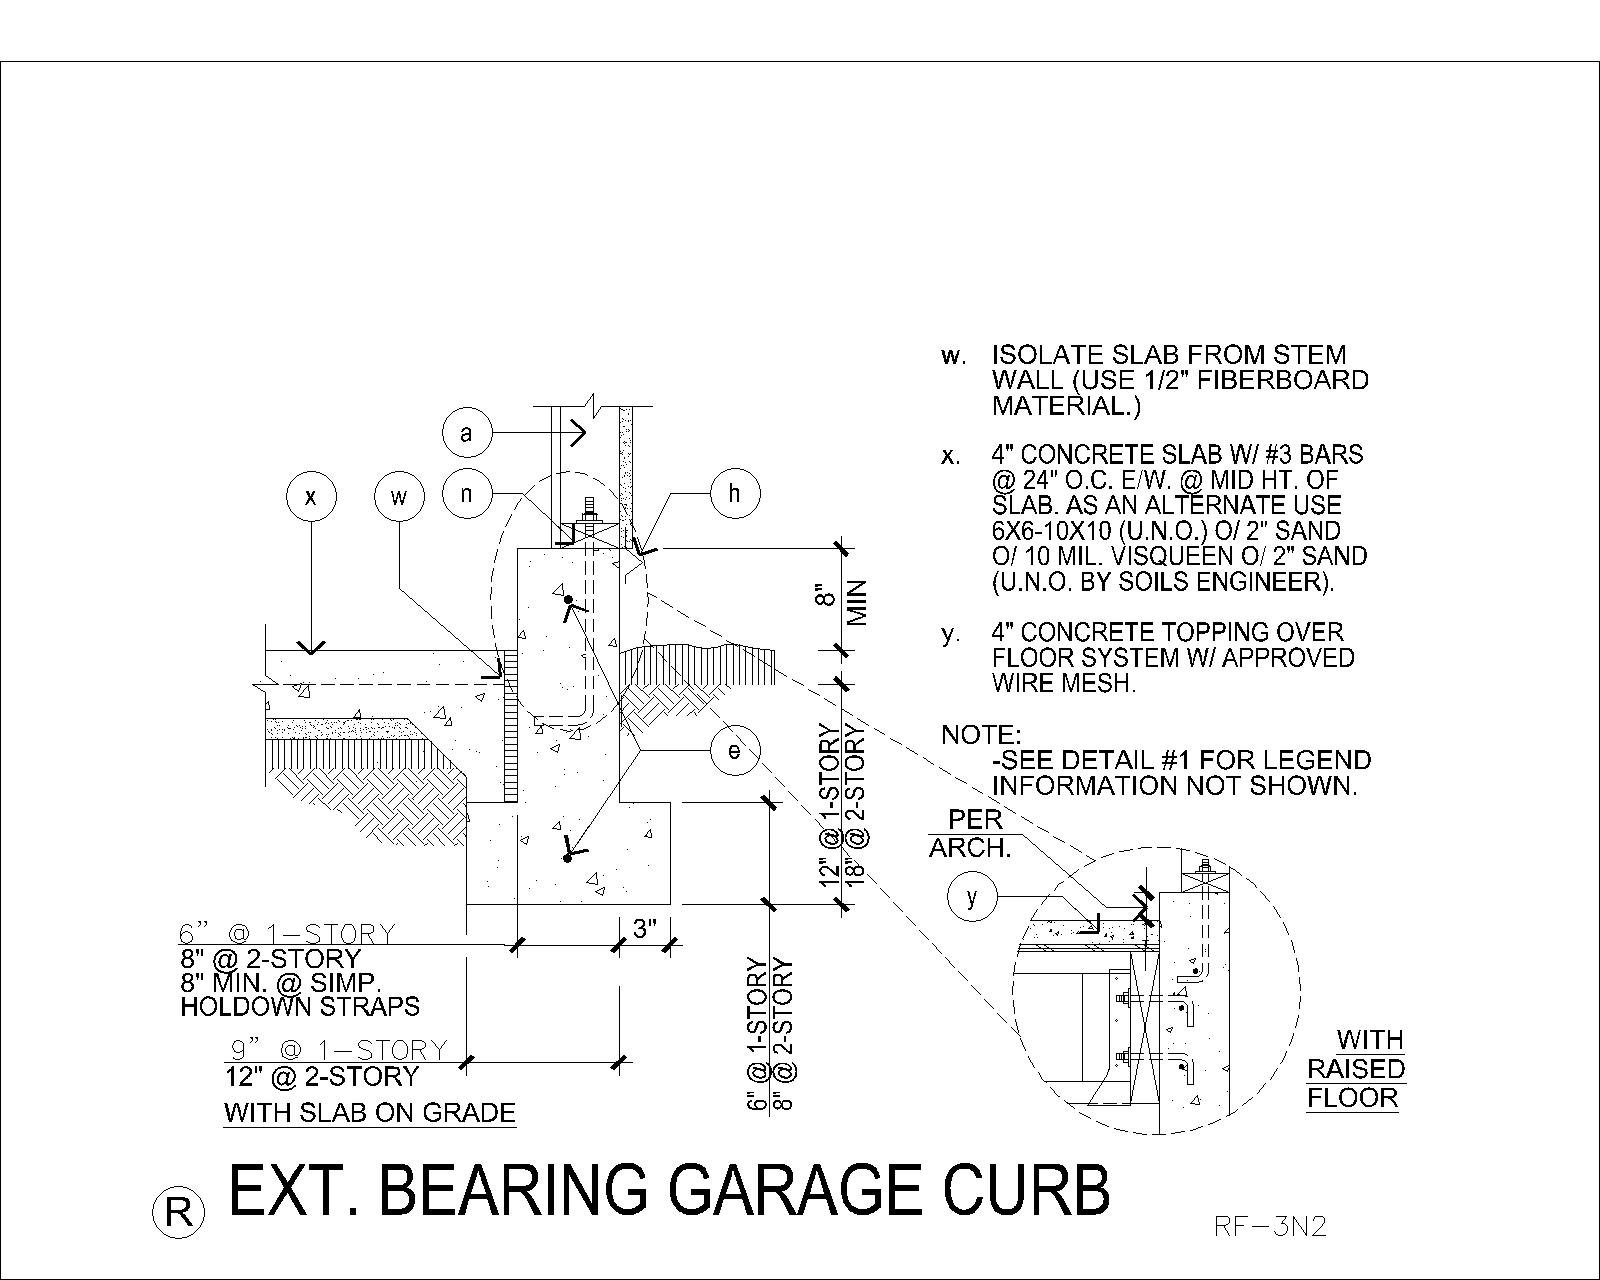 w. ISOLATE SLAB FROM STEM
WALL (USE 1/2" FIBERBOARD
MATERIAL.)
a
x
w
n
h
x. 4" CONCRETE SLAB W/ #3 BARS
@ 24" O.C. E/W. @ MID HT. OF
SLAB. AS AN ALTERNATE USE
6X6-10X10 (U.N.O.) O/ 2" SAND
O/ 10 MIL. VISQUEEN O/ 2" SAND
(U.N.O. BY SOILS ENGINEER).
8"
MIN
y. 4" CONCRETE TOPPING OVER
FLOOR SYSTEM W/ APPROVED
WIRE MESH.
NOTE:
-SEE DETAIL #1 FOR LEGEND
INFORMATION NOT SHOWN.
e
12" @ 1-STORY
18" @ 2-STORY
PER
ARCH.
y
6” @ 1-STORY
8" @ 2-STORY
8" MIN. @ SIMP.
HOLDOWN STRAPS
3"
6" @ 1-STORY
8" @ 2-STORY
9” @ 1-STORY
12" @ 2-STORY
WITH SLAB ON GRADE
WITH
RAISED
FLOOR
R EXT. BEARING GARAGE CURB
RF-3N2